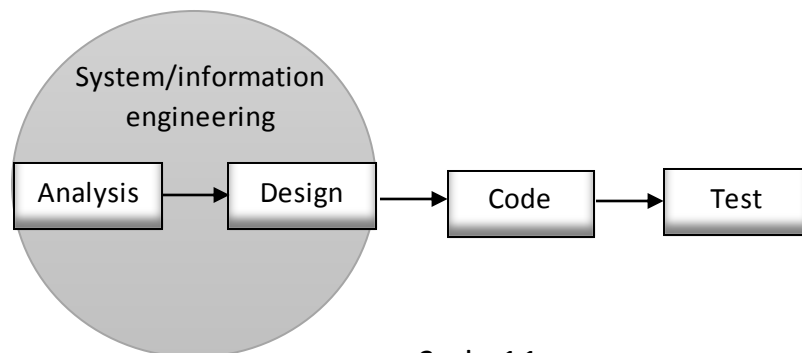 System/information
engineering
Analysis
Design
Code
Test